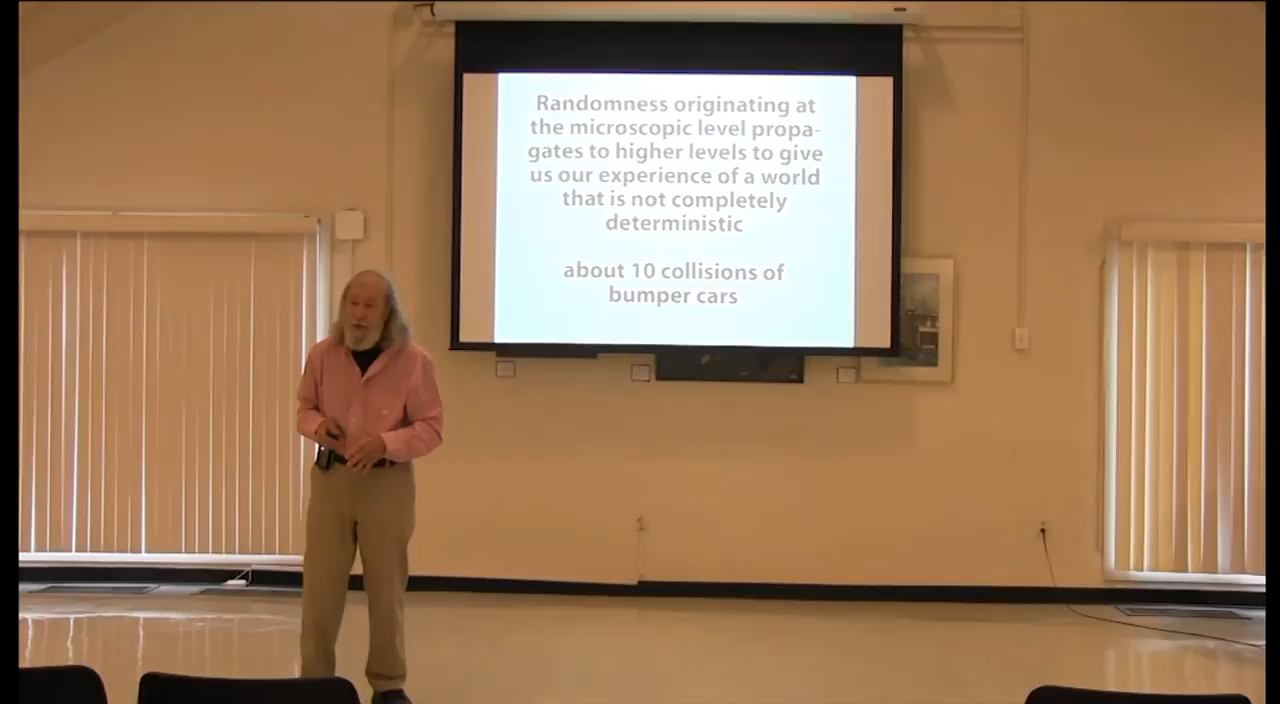 Randomness originating at
the microscopic level propa-
gates to higher levels to give
us our experience of a world
that is not completely
deterministic
about 10 collisions of
bumper cars